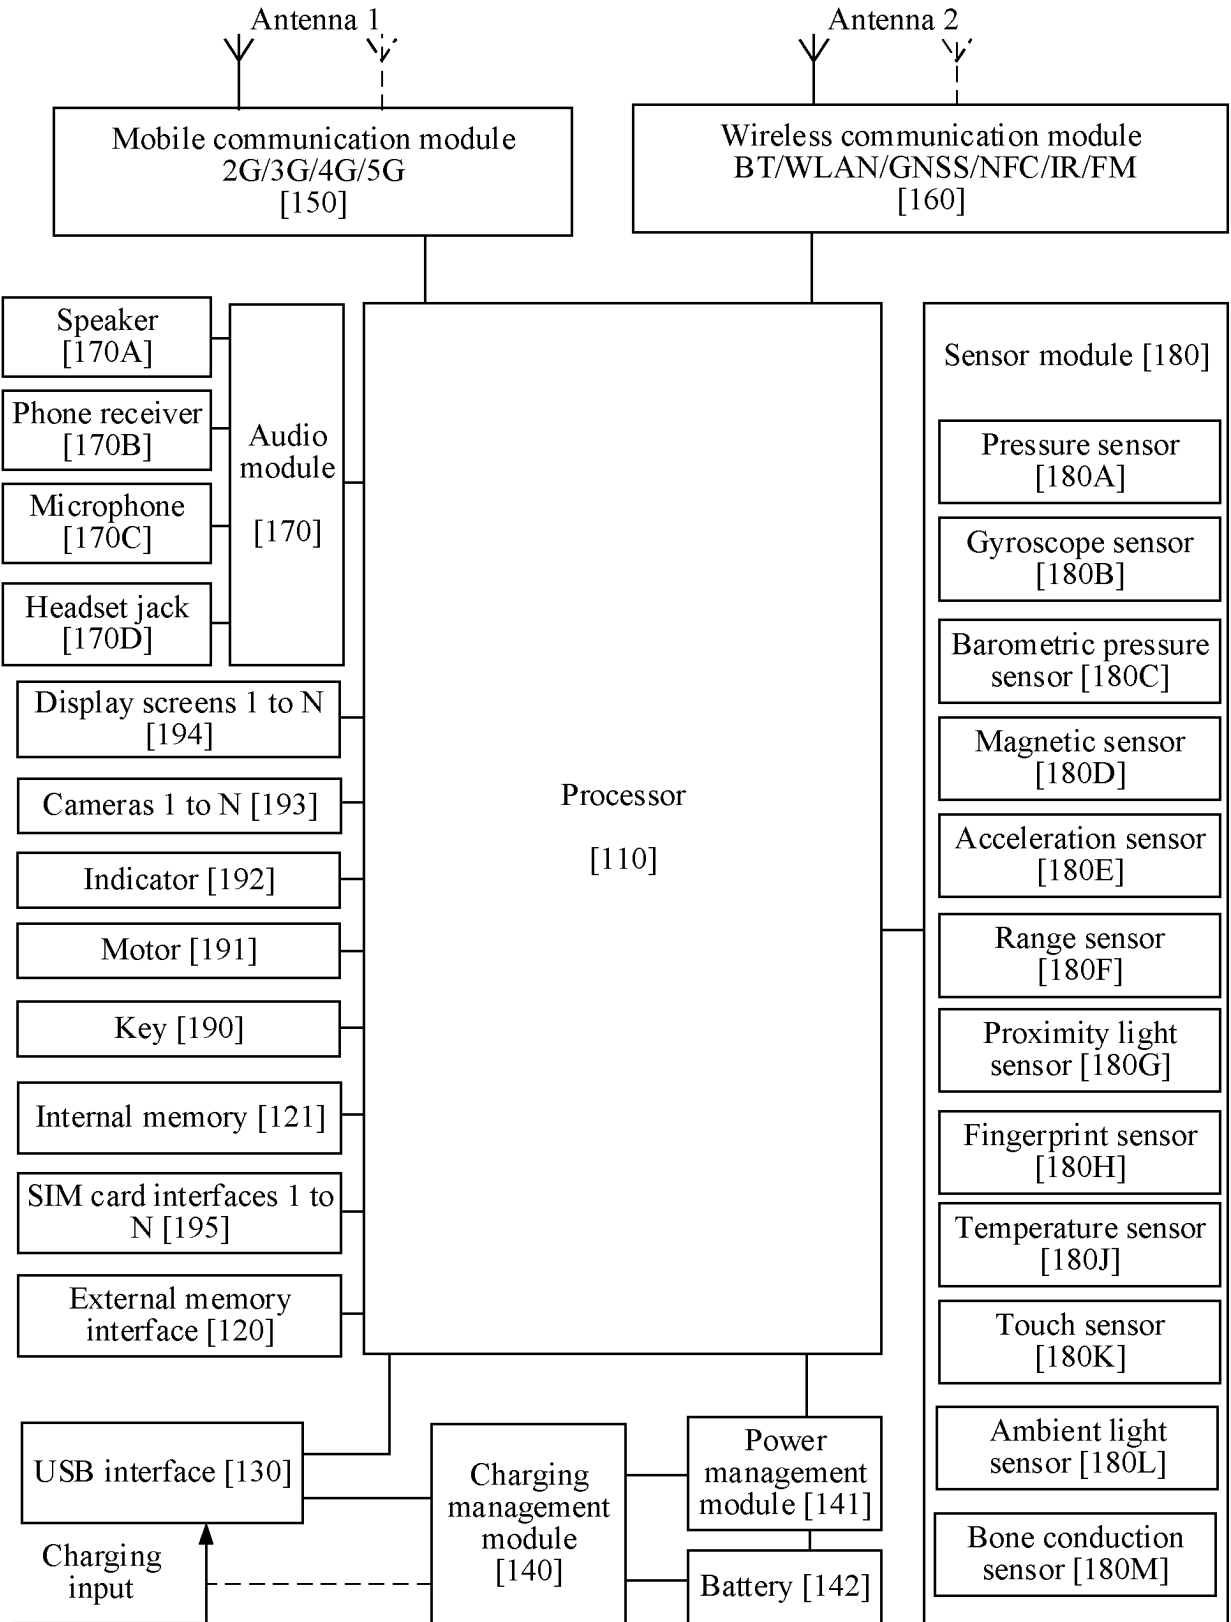 Antenna 1
Antenna 2
Mobile communication module
2G/3G/4G/5G
[150]
Wireless communication module
BT/WLAN/GNSS/NFC/IR/FM
[160]
Speaker
[170A]
Phone receiver
[170B]
Microphone
[170C]
Headset jack
[170D]
Audio
module
[170]
Display screens 1 to N
[194]
Cameras 1 to N [193]
Indicator [192]
Motor [191]
Key [190]
Internal memory [121]
SIM card interfaces 1 to
N [195]
External memory
interface [120]
Processor
[110]
Sensor module [180]
Pressure sensor
[180A]
Gyroscope sensor
[180B]
Barometric pressure
sensor [180C]
Magnetic sensor
[180D]
Acceleration sensor
[180E]
Range sensor
[180F]
Proximity light
sensor [180G]
Fingerprint sensor
[180H]
Temperature sensor
[180J]
Touch sensor
[180K]
Ambient light
sensor [180L]
Bone conduction
sensor [180M]
USB interface [130]
Charging
input
Charging
management
module
[140]
Power
management
module [141]
Battery [142]